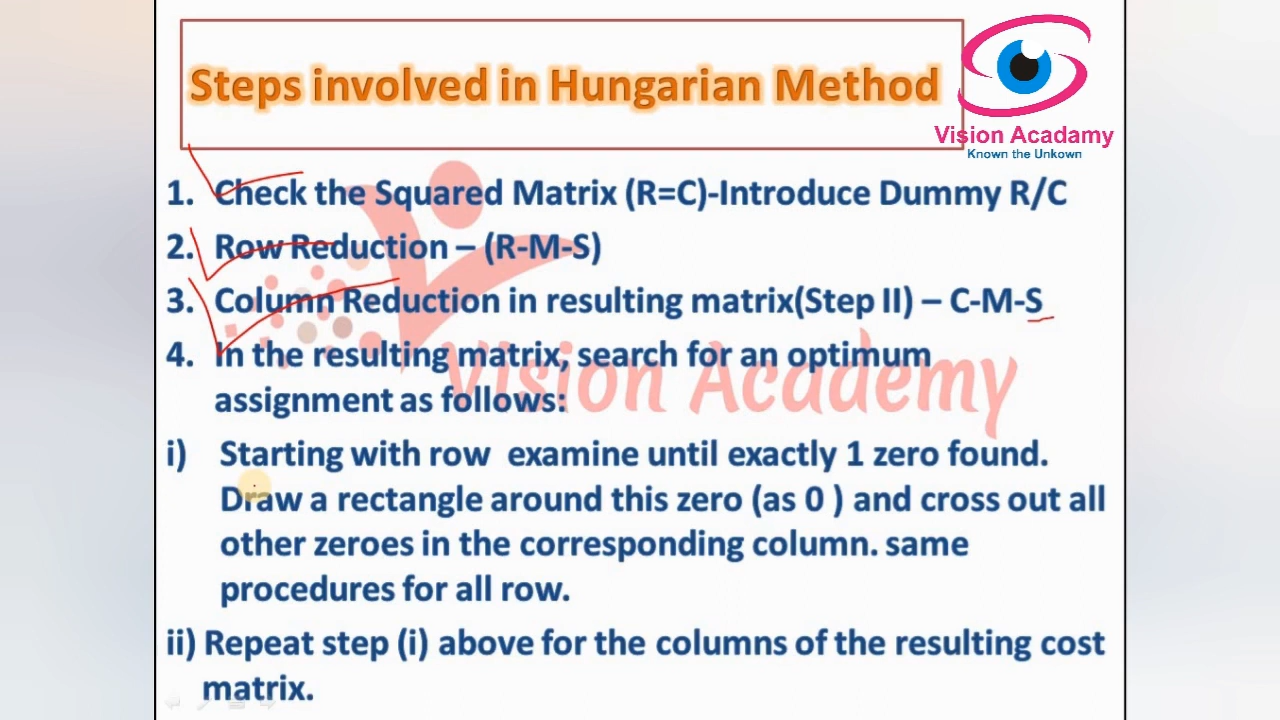 Steps involved in Hungarian Method
Vision Acadamy
Known the Unkown
1. Check the Squared Matrix (R=C)-Introduce Dummy R/C
2. Row Reduction – (R-M-S)
3. Column Reduction in resulting matrix(Step II) – C-M-S
4. In the resulting matrix, search for an optimum
assignment as follows:
Vision Academy
i) Starting with row examine until exactly 1 zero found.
Draw a rectangle around this zero (as 0 ) and cross out all
other zeroes in the corresponding column. same
procedures for all row.
ii) Repeat step (i) above for the columns of the resulting cost
matrix.